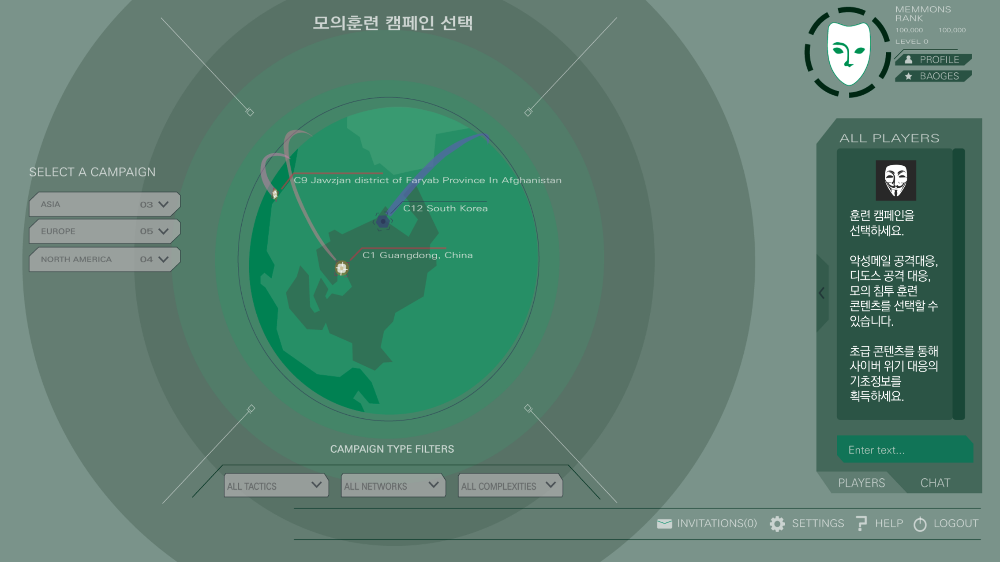 모의훈련 캠페인 선택
MEMMONS
RANK
100,000 100,000
LEVEL 0
PROFILE
BAOGES
SELECT A CAMPAIGN
ASIA 03
EUROPE 05
NORTH AMERICA 04
C9 Jawzjan district of Faryab Province In Afghanistan
C12 South Korea
C1 Guangdong, China
CAMPAIGN TYPE FILTERS
ALL TACTICS
ALL NETWORKS
ALL COMPLEXITIES
ALL PLAYERS
훈련 캠페인을
선택하세요.
악성메일 공격대응,
디도스 공격 대응,
모의 침투 훈련
콘텐츠를 선택할 수
있습니다.
초급 콘텐츠를 통해
사이버 위기 대응의
기초정보를
획득하세요.
Enter text...
PLAYERS
CHAT
INVITATIONS(0)
SETTINGS
HELP
LOGOUT